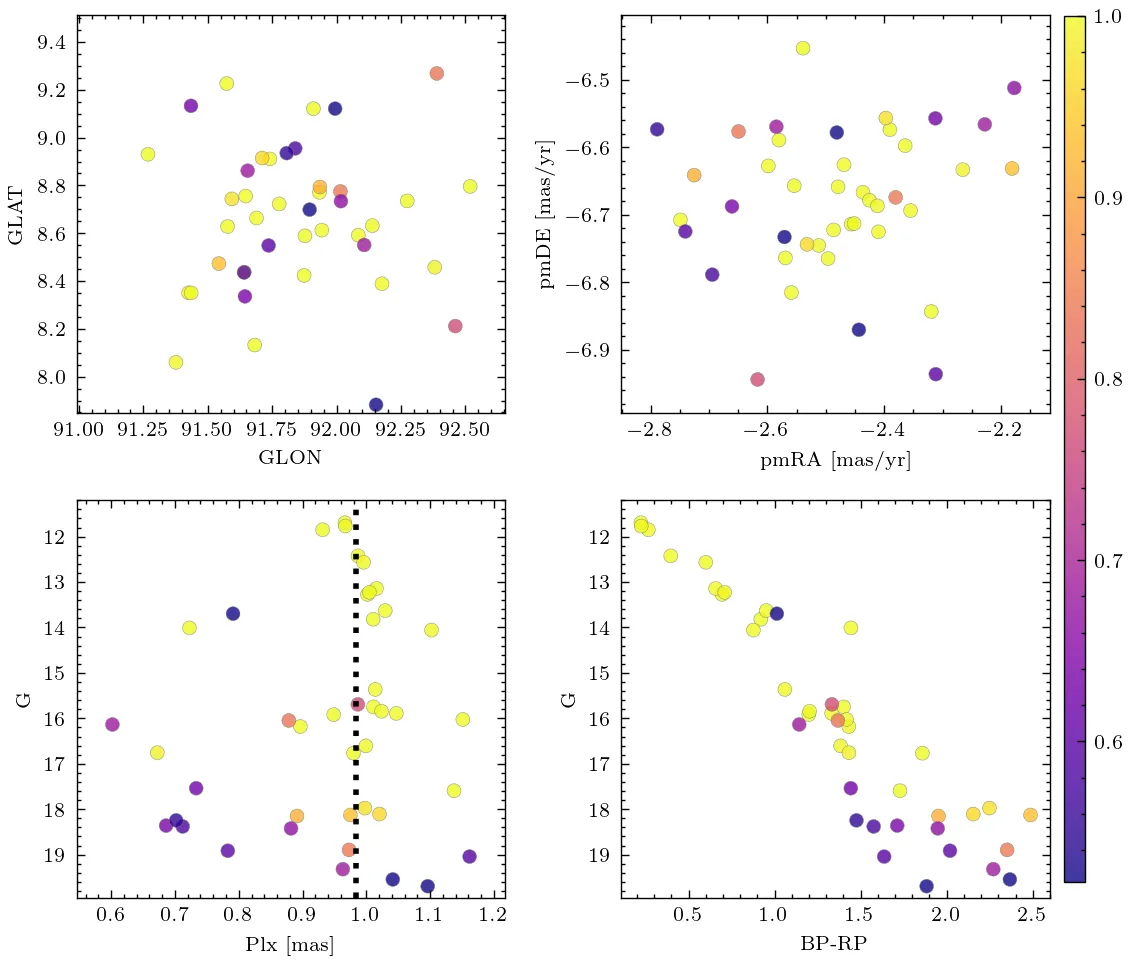 9.4
9.2
9.0
8.8
8.6
8.4
8.2
8.0
GLAT
91.00 91.25 91.50 91.75 92.00 92.25 92.50
GLON
−6.5
−6.6
−6.7
−6.8
−6.9
pmDE [mas/yr]
−2.8 −2.6 −2.4 −2.2
pmRA [mas/yr]
1.0
0.9
0.8
0.7
0.6
12
13
14
15
16
17
18
19
G
0.6 0.7 0.8 0.9 1.0 1.1 1.2
Plx [mas]
12
13
14
15
16
17
18
19
G
0.5 1.0 1.5 2.0 2.5
BP-RP